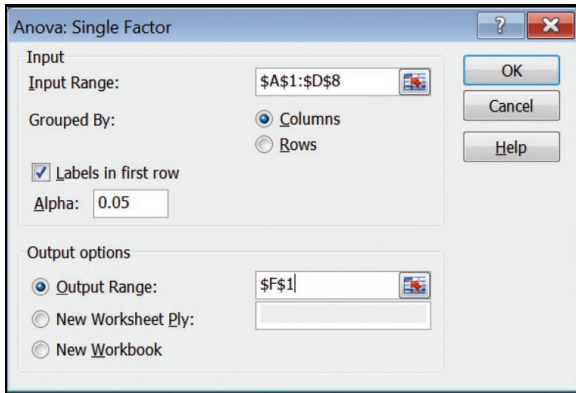 Anova: Single Factor
Input
Input Range: $A$1:$D$8
Grouped By: Columns
Rows
Labels in first row
Alpha: 0.05
OK
Cancel
Help
Output options
Output Range: $F$1
New Worksheet Ply:
New Workbook